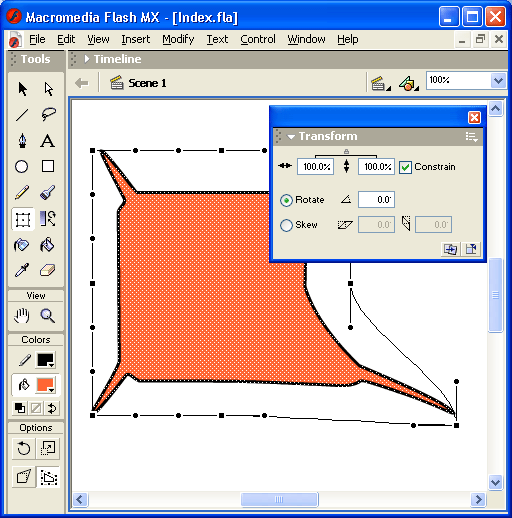 Macromedia Flash MX - [Index.fla]
File Edit View Insert Modify Text Control Window Help
Tools
Timeline
Scene 1
100%
Transform
100.0% 100.0% Constrain
Rotate 0.0°
Skew 0.0° 0.0°
A
View
Colors
Options